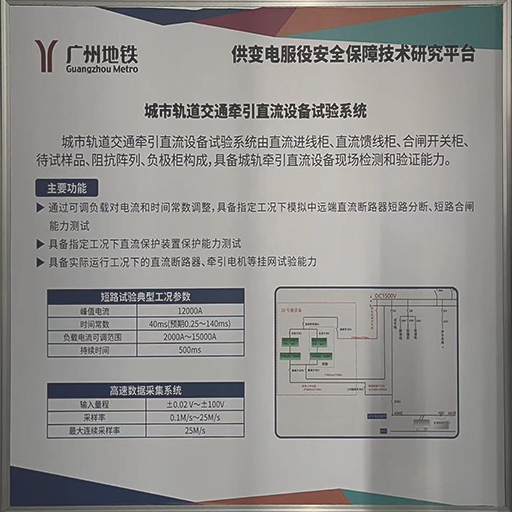 广州地铁
Guangzhou Metro
供变电服役安全保障技术研究平台
城市轨道交通牵引直流设备试验系统
城市轨道交通牵引直流设备试验系统由直流进线柜、直流馈线柜、合闸开关柜、
待试样品、阻抗阵列、负极柜构成，具备城轨牵引直流设备现场检测和验证能力。
主要功能
▶ 通过可调负载对电流和时间常数调整，具备指定工况下模拟中远端直流断路器短路分断、短路合闸
能力测试
▶ 具备指定工况下直流保护装置保护能力测试
▶ 具备实际运行工况下的直流断路器、牵引电机等挂网试验能力
短路试验典型工况参数
峰值电流 12000A
时间常数 40ms(预期0.25～140ms)
负载电流可调范围 2000A～15000A
持续时间 500ms
高速数据采集系统
输入量程 ±0.02 V～±100V
采样率 0.1M/s～25M/s
最大连续采样率 25M/s
DC1500V